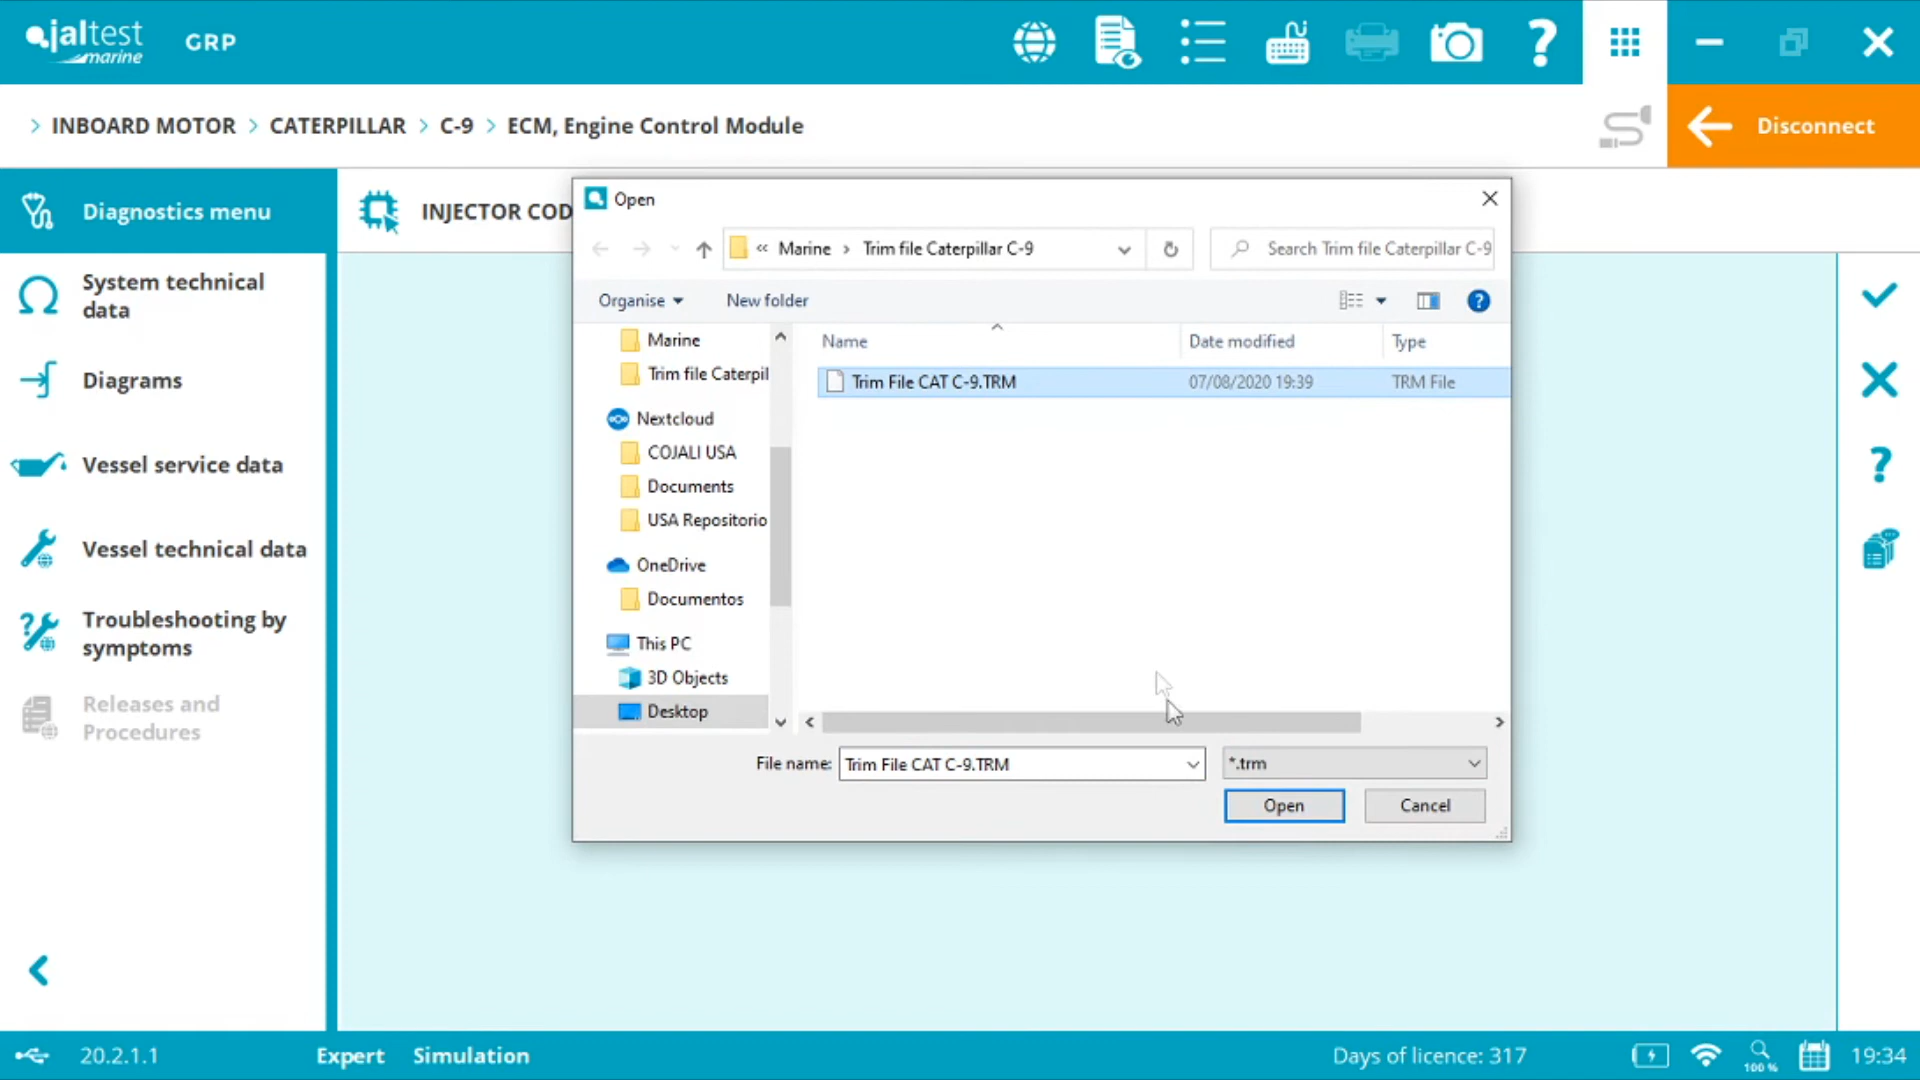 jaltest
marine
GRP
INBOARD MOTOR > CATERPILLAR > C-9 > ECM, Engine Control Module
Disconnect
Diagnostics menu
System technical
data
Diagrams
Vessel service data
Vessel technical data
Troubleshooting by
symptoms
Releases and
Procedures
INJECTOR COD
Open
« Marine > Trim file Caterpillar C-9
Search Trim file Caterpillar C-9
Organise
New folder
Marine
Trim file Caterpil
Nextcloud
COJALI USA
Documents
USA Repositorio
OneDrive
Documentos
This PC
3D Objects
Desktop
Name
Date modified
Type
Trim File CAT C-9.TRM
07/08/2020 19:39
TRM File
File name:
Trim File CAT C-9.TRM
*.trm
Open
Cancel
20.2.1.1
Expert
Simulation
Days of licence: 317
100 %
19:34